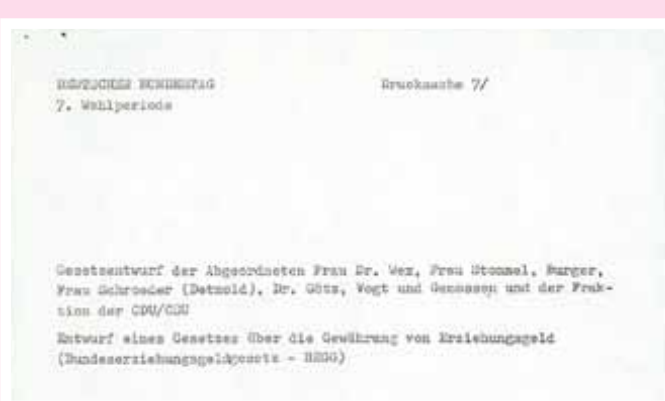 DEUTSCHER BUNDESTAG Drucksache 7/
7. Wahlperiode
Gesetzentwurf der Abgeordneten Frau Dr. Wex, Frau Stommel, Burger,
Frau Schroeder (Detmold), Dr. Götz, Vogt und Genossen und der Frak-
tion der CDU/CSU
Entwurf eines Gesetzes über die Gewährung von Erziehungsgeld
(Bundeserziehungsgeldgesetz - BEGG)